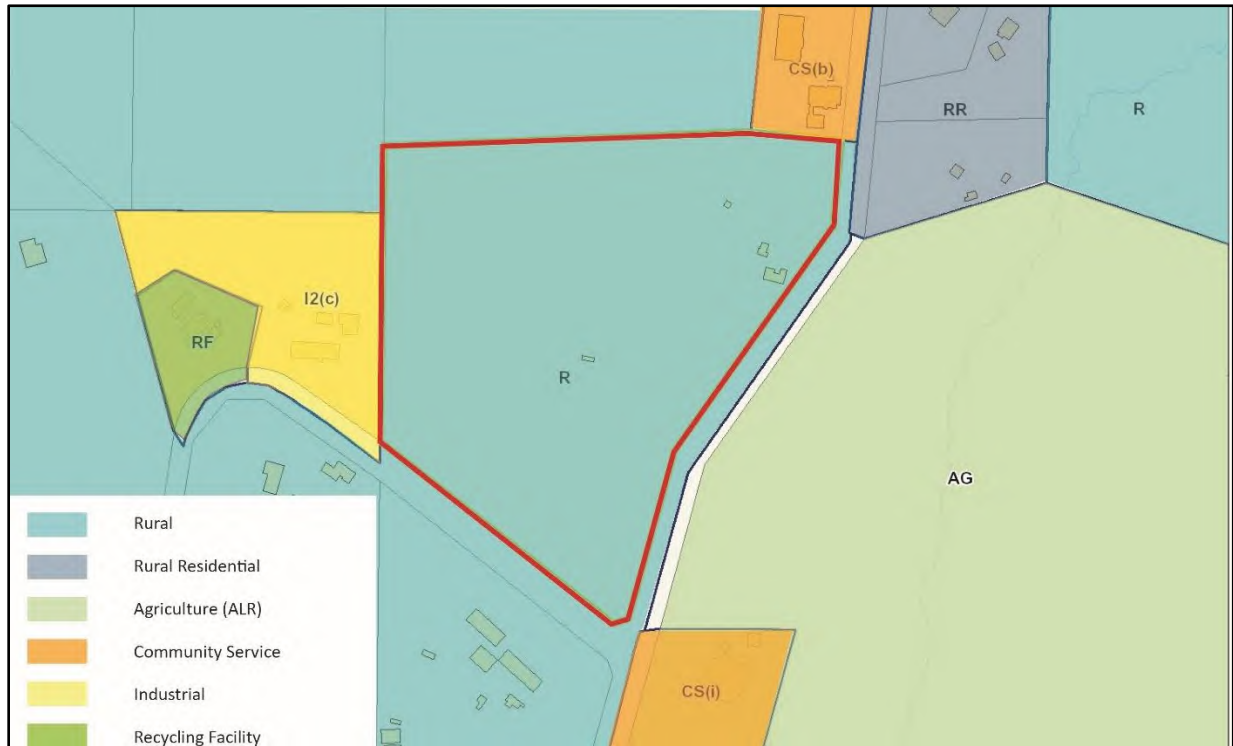 CS(b)
RR
R
I2(c)
RF
R
AG
CS(i)
Rural
Rural Residential
Agriculture (ALR)
Community Service
Industrial
Recycling Facility